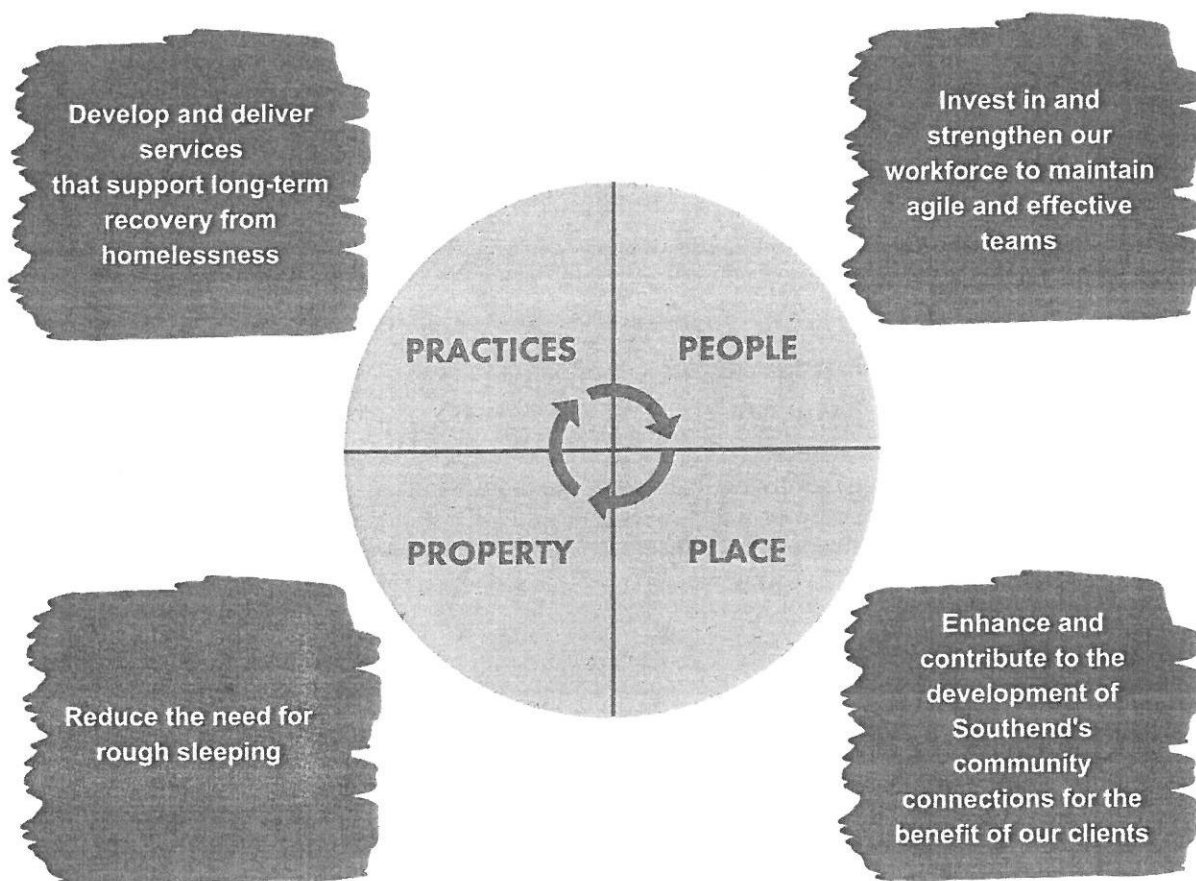 Develop and deliver
services
that support long-term
recovery from
homelessness
Invest in and
strengthen our
workforce to maintain
agile and effective
teams
PRACTICES
PEOPLE
PROPERTY
PLACE
Reduce the need for
rough sleeping
Enhance and
contribute to the
development of
Southend's
community
connections for the
benefit of our clients